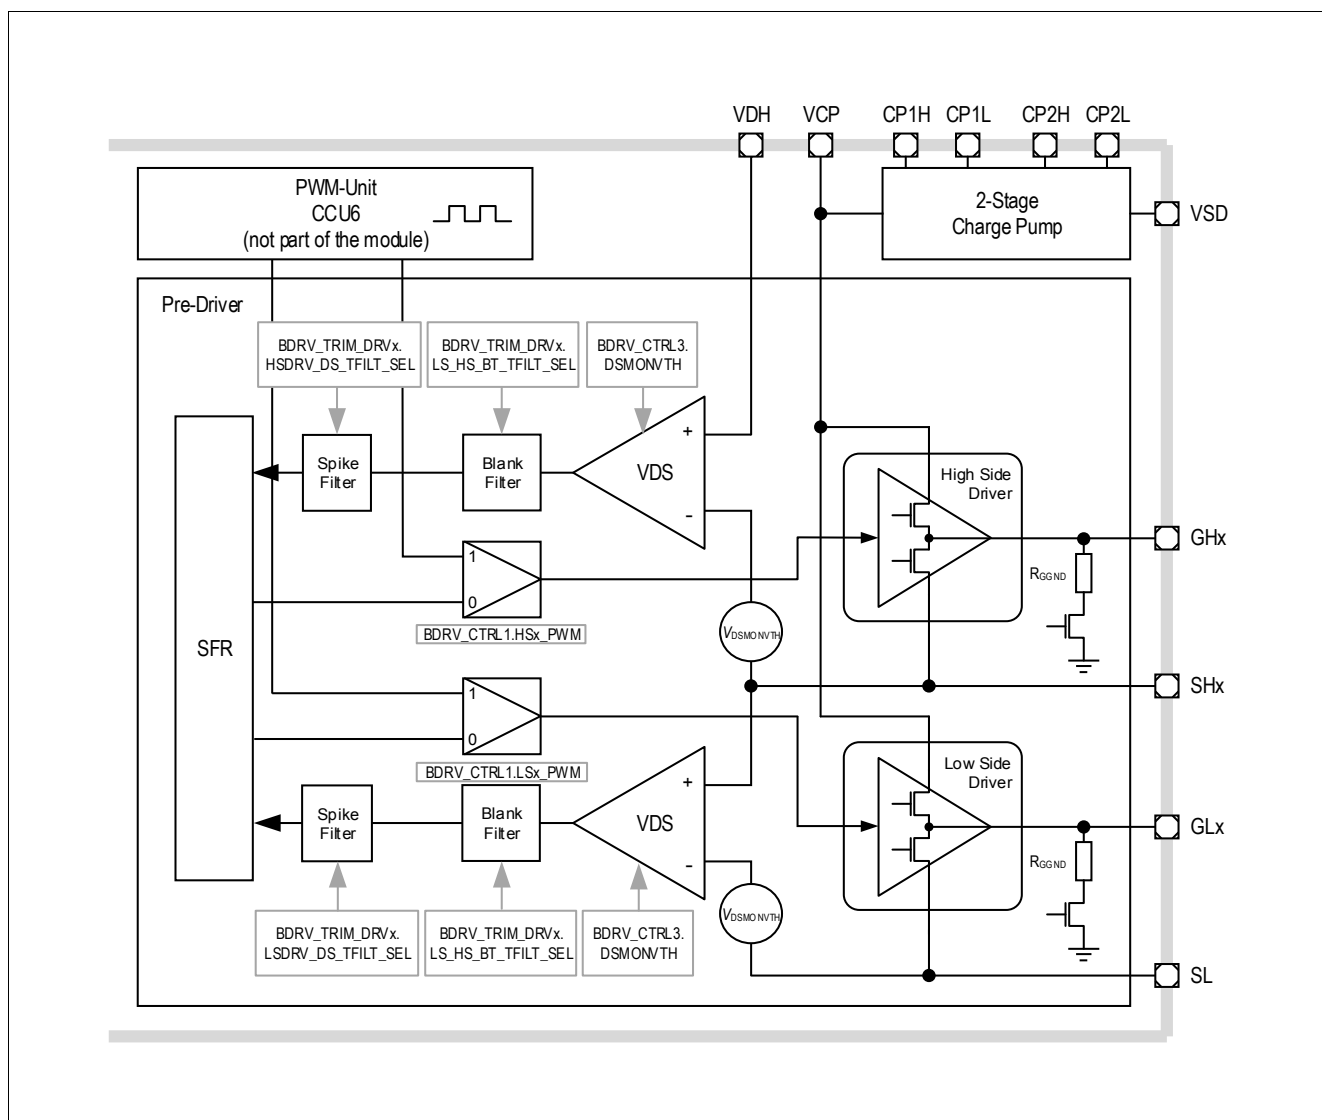 VDH VCP CP1H CP1L CP2H CP2L
PWM-Unit
CCU6
(not part of the module)
2-Stage
Charge Pump
VSD
Pre-Driver
BDRV_TRIM_DRVx.
HSDRV_DS_TFILT_SEL
BDRV_TRIM_DRVx.
LS_HS_BT_TFILT_SEL
BDRV_CTRL3.
DSMONVTH
SFR
Spike
Filter
Blank
Filter
VDS
+
-
High Side
Driver
GHx
RGGND
1
0
BDRV_CTRL1.HSx_PWM
VDSMONVTH
SHx
1
0
BDRV_CTRL1.LSx_PWM
Low Side
Driver
Spike
Filter
Blank
Filter
VDS
+
-
GLx
RGGND
VDSMONVTH
BDRV_TRIM_DRVx.
LSDRV_DS_TFILT_SEL
BDRV_TRIM_DRVx.
LS_HS_BT_TFILT_SEL
BDRV_CTRL3.
DSMONVTH
SL